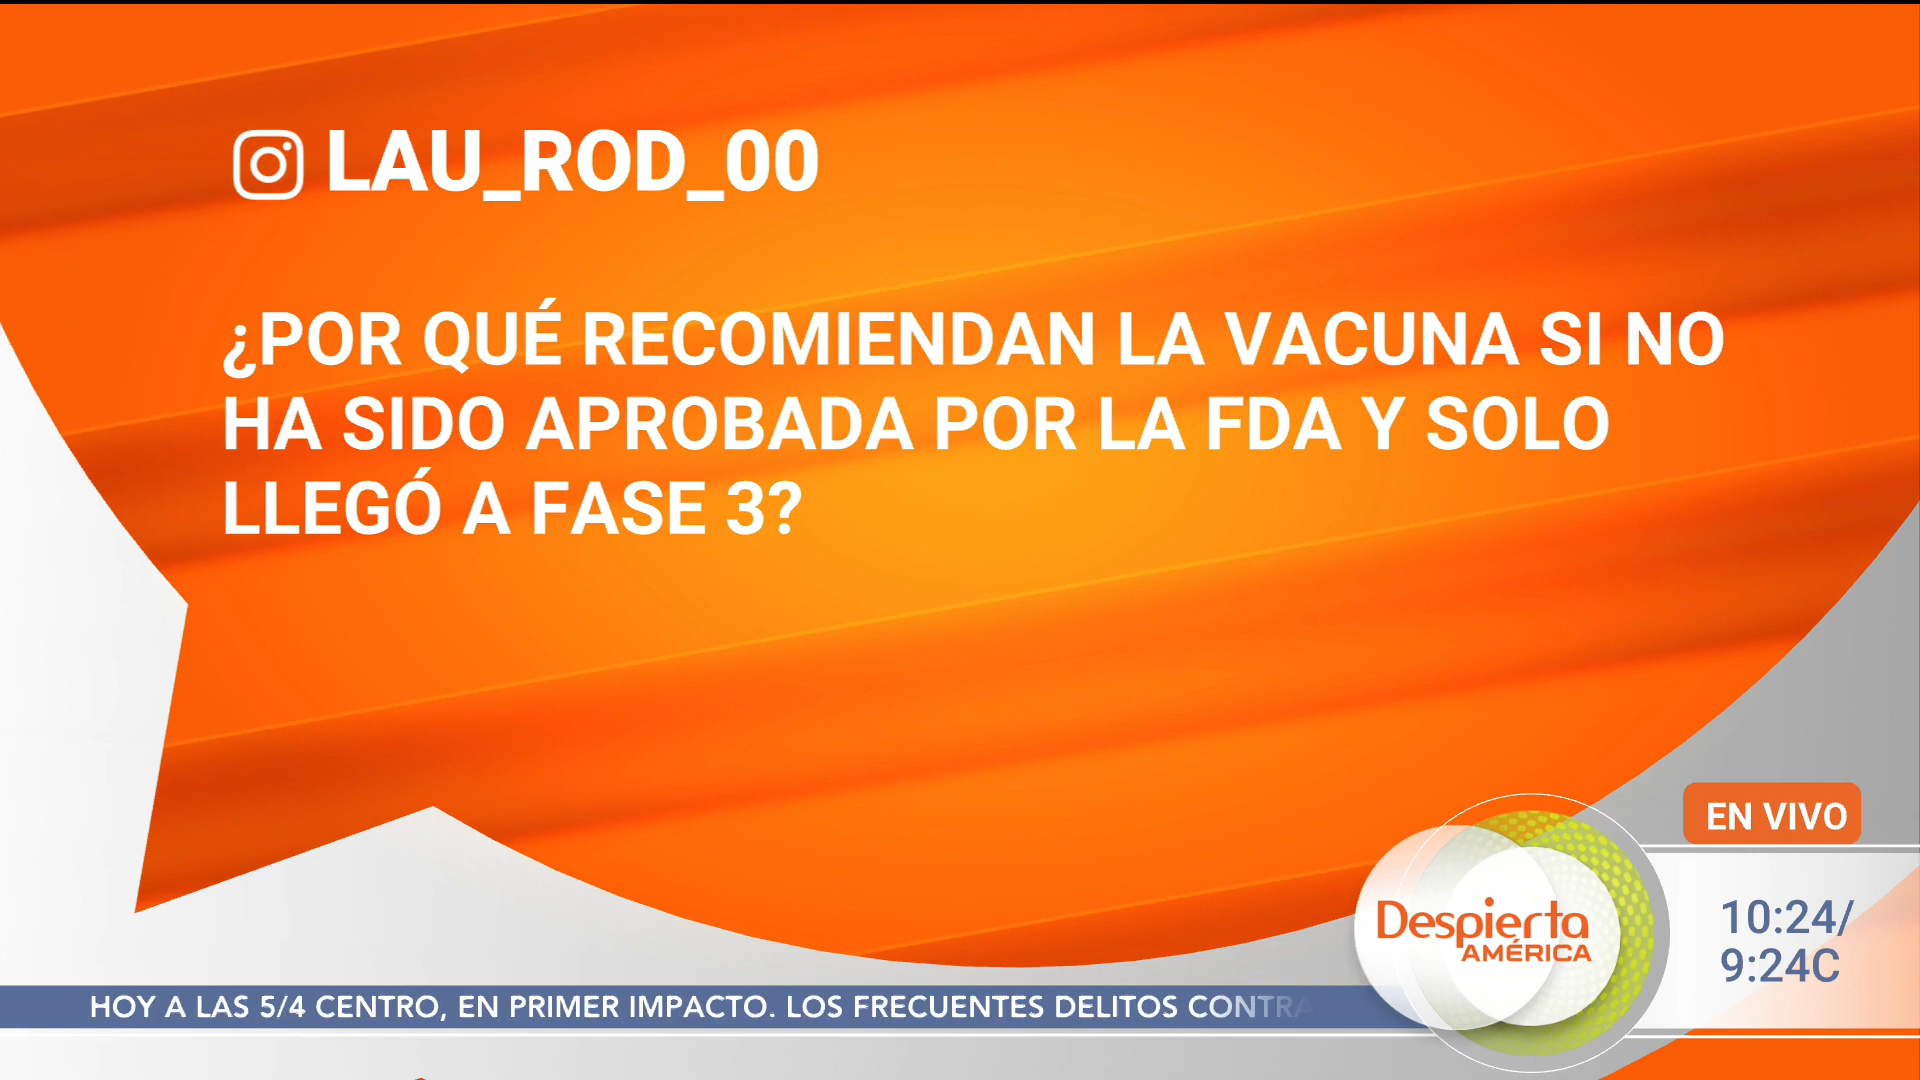 LAU_ROD_00
¿POR QUÉ RECOMIENDAN LA VACUNA SI NO
HA SIDO APROBADA POR LA FDA Y SOLO
LLEGÓ A FASE 3?
EN VIVO
Despierta
AMÉRICA
10:24/
9:24C
HOY A LAS 5/4 CENTRO, EN PRIMER IMPACTO. LOS FRECUENTES DELITOS CONTRA